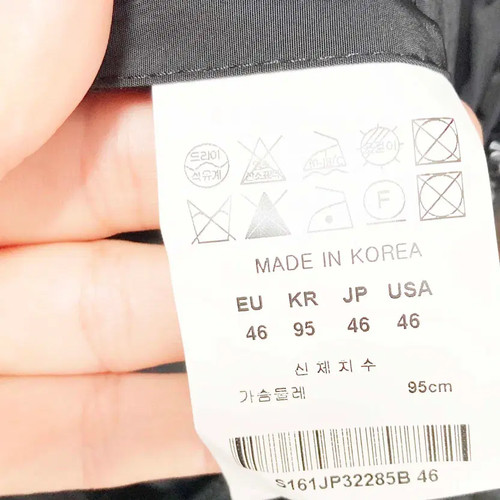 드라이
석유계
F
MADE IN KOREA
EU KR JP USA
46 95 46 46
신체치수
가슴둘레 95cm
S161JP32285B 46